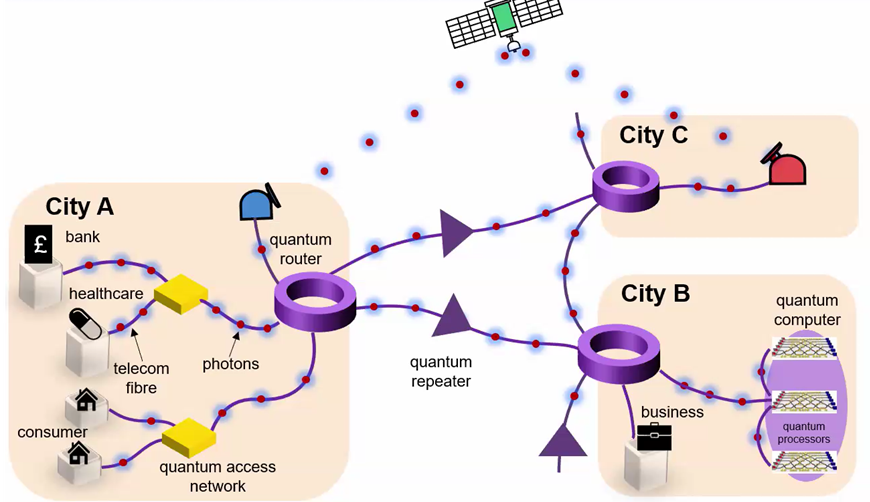 City A
£
bank
healthcare
telecom
fibre
photons
consumer
quantum access
network
quantum
router
quantum
repeater
City C
City B
quantum
computer
business
quantum
processors